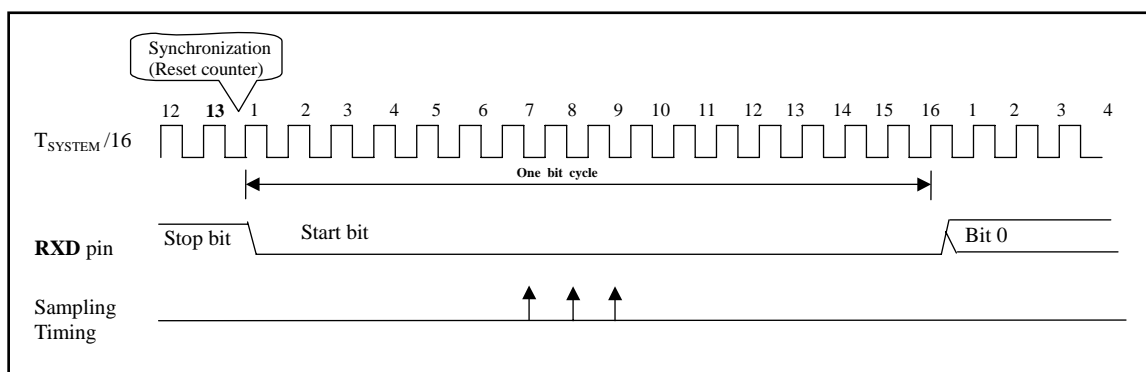 Synchronization
(Reset counter)
12 13 1 2 3 4 5 6 7 8 9 10 11 12 13 14 15 16 1 2 3 4
TSYSTEM /16
One bit cycle
RXD pin
Stop bit
Start bit
Bit 0
Sampling
Timing